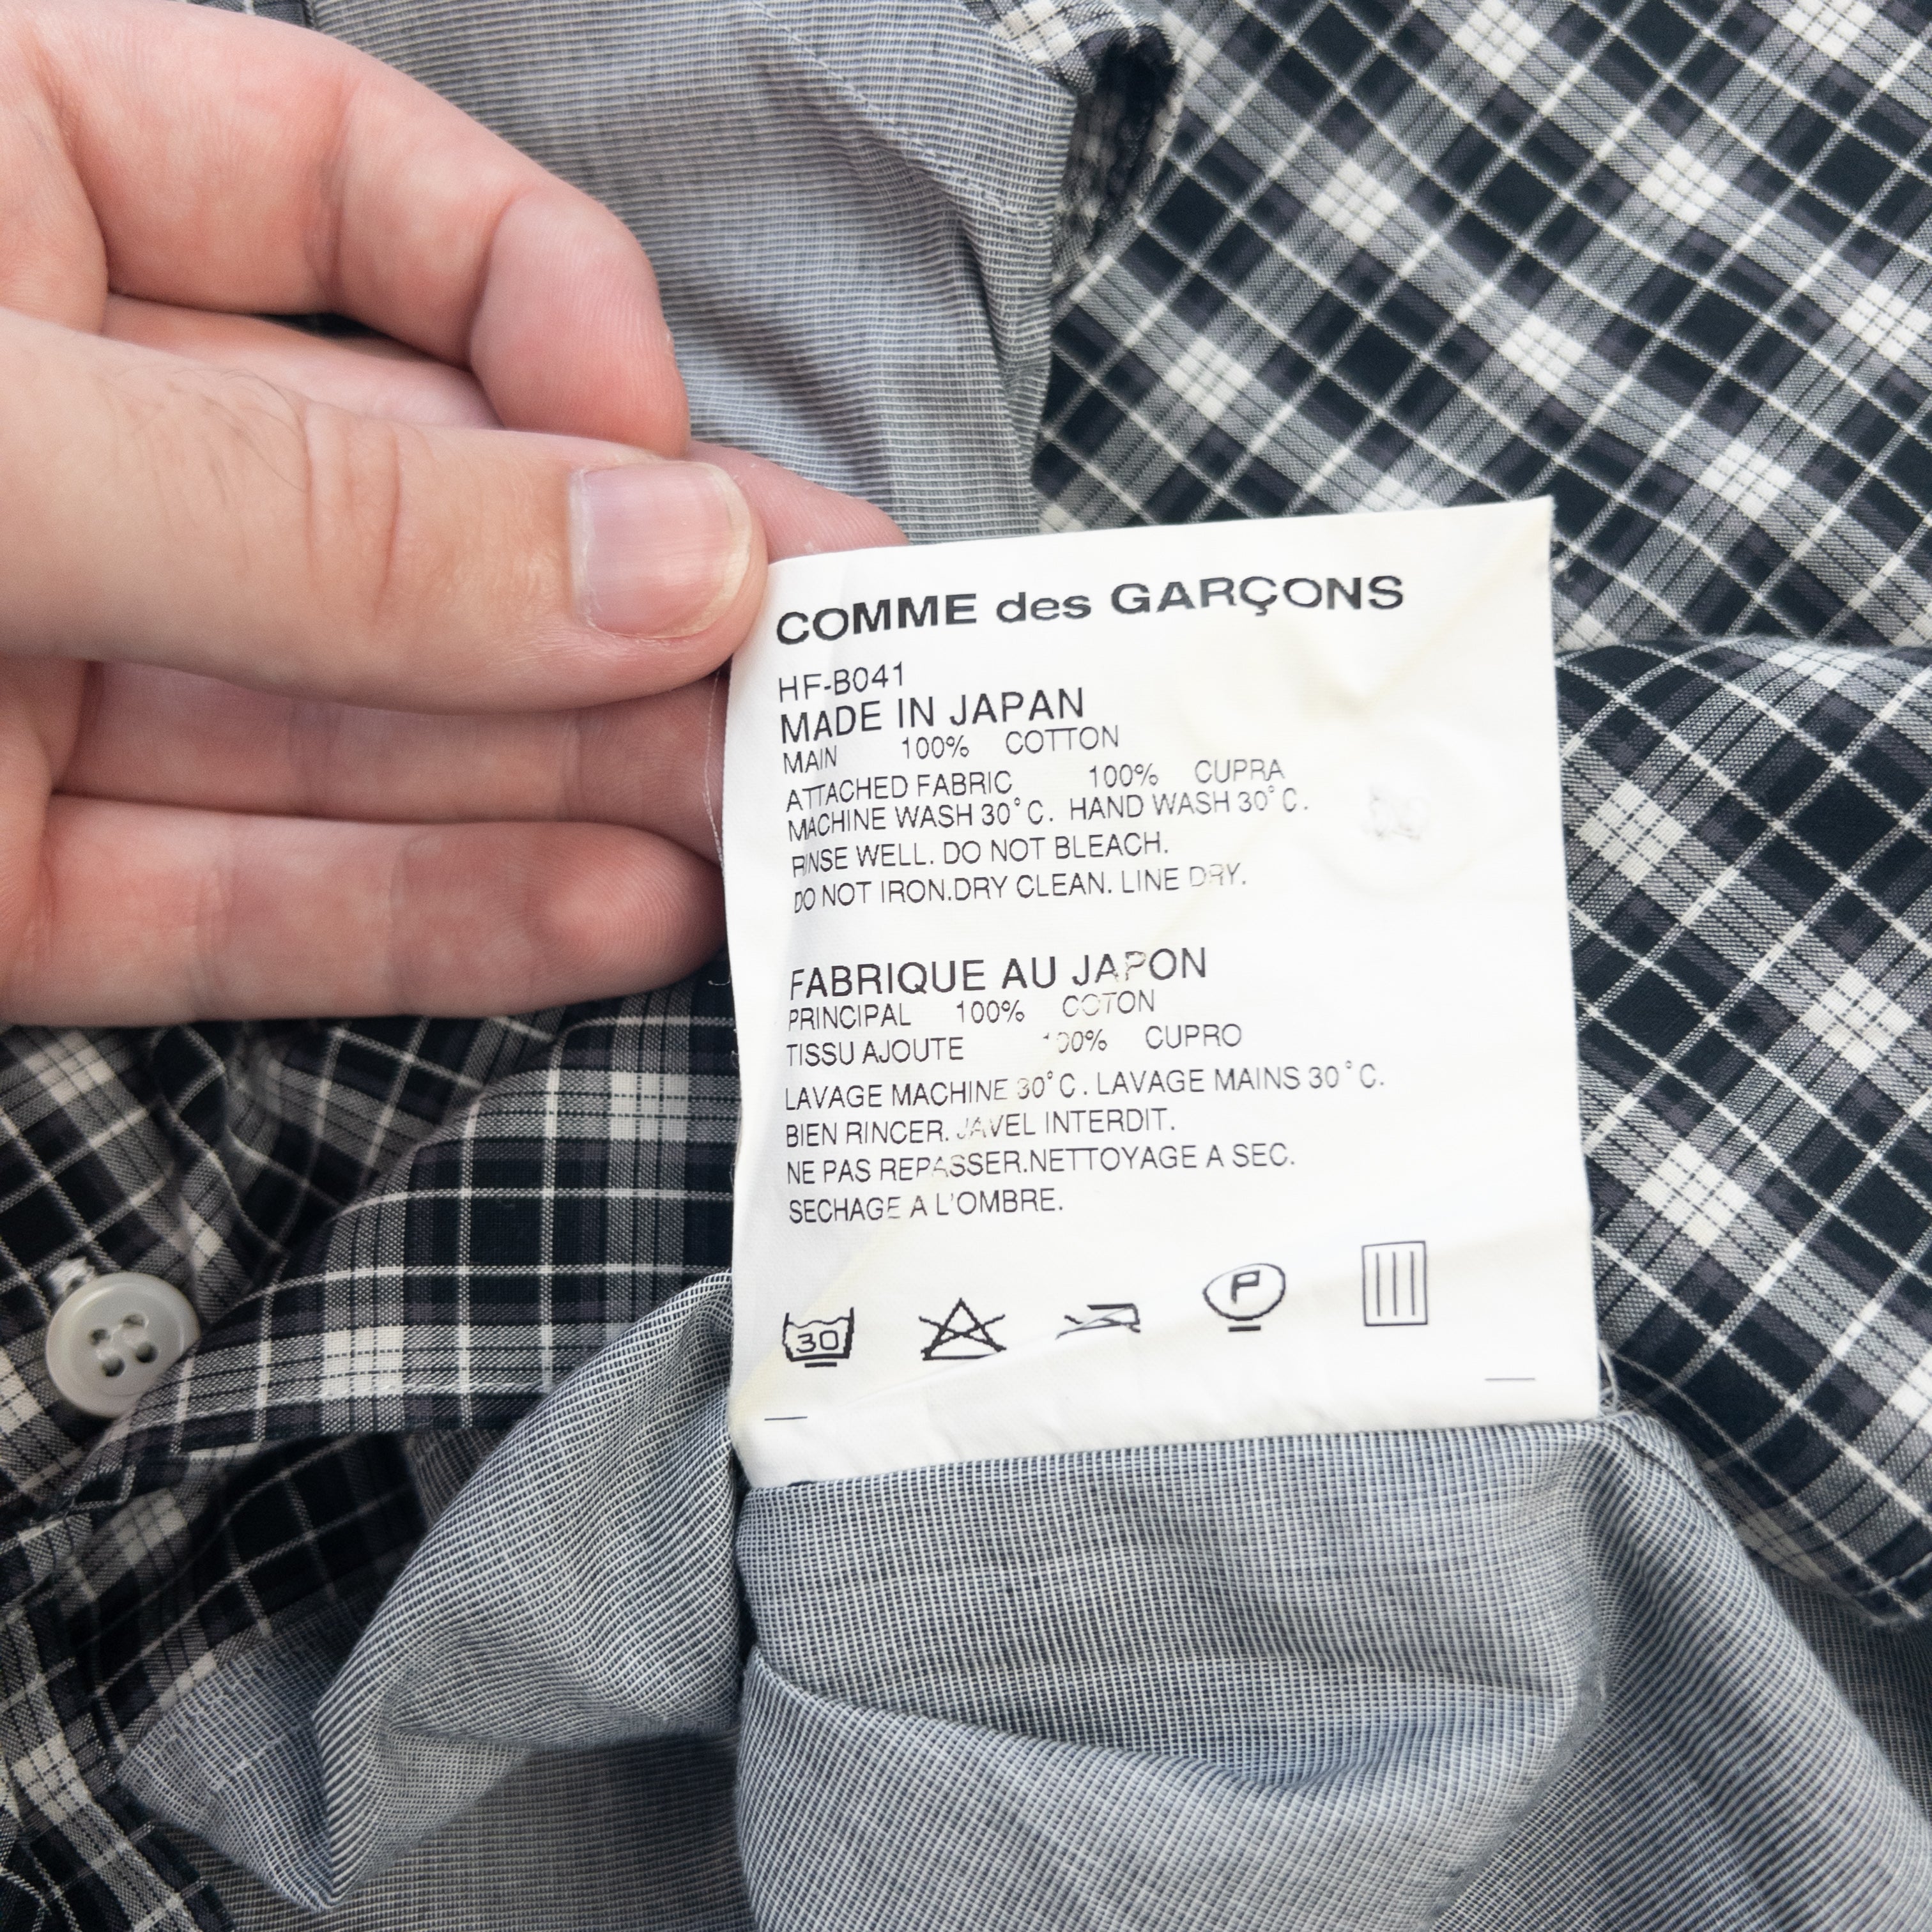 COMME des GARÇONS
HF-B041
MADE IN JAPAN
MAIN 100% COTTON
ATTACHED FABRIC 100% CUPRA
MACHINE WASH 30°C. HAND WASH 30°C.
RINSE WELL. DO NOT BLEACH.
DO NOT IRON.DRY CLEAN. LINE DRY.
FABRIQUE AU JAPON
PRINCIPAL 100% COTON
TISSU AJOUTE 100% CUPRO
LAVAGE MACHINE 30°C. LAVAGE MAINS 30°C.
BIEN RINCER. JAVEL INTERDIT.
NE PAS REPASSER.NETTOYAGE A SEC.
SECHAGE A L'OMBRE.
30 P